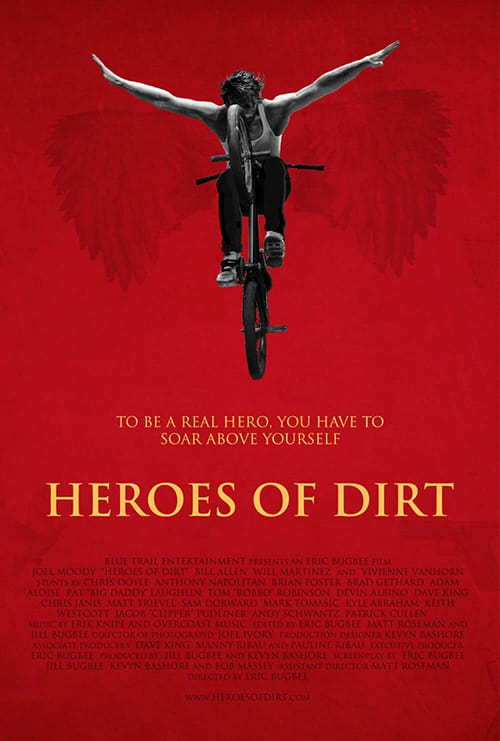 TO BE A REAL HERO, YOU HAVE TO
SOAR ABOVE YOURSELF
HEROES OF DIRT
BLUE TRAIL ENTERTAINMENT PRESENTS AN ERIC BUGBEE FILM
JOEL MOODY "HEROES OF DIRT" BILL ALLEN WILL MARTINEZ AND VIVIENNE VANHORN
STUNTS BY CHRIS DOYLE ANTHONY NAPOLITAN BRIAN FOSTER BRAD GETHARD ADAM
ALOISE PAT "BIG DADDY" LAUGHLIN TOM "ROBBO" ROBINSON DEVIN ALBINO DAVE KING
CHRIS JANIS MATT TRIEVEL SAM DORWARD MARK TOMASIC KYLE ABRAHAM KEITH
WESTCOTT JACOB "CLIPPER" PUDLINER ANDY SCHWANTZ PATRICK CULLEN
MUSIC BY ERIK KNIPE AND OVERCOAST MUSIC EDITED BY ERIC BUGBEE MATT ROSEMAN AND
JILL BUGBEE DIRECTOR OF PHOTOGRAPHY JOEL IVORY PRODUCTION DESIGNER KEVYN BASHORE
ASSOCIATE PRODUCERS DAVE KING MANNY RIBAU AND PAULINE RIBAU EXECUTIVE PRODUCER
ERIC BUGBEE PRODUCED BY JILL BUGBEE AND KEVYN BASHORE SCREENPLAY BY ERIC BUGBEE
JILL BUGBEE KEVYN BASHORE AND BOB MASSEY ASSISTANT DIRECTOR MATT ROSEMAN
DIRECTED BY ERIC BUGBEE
WWW.HEROESOFDIRT.COM